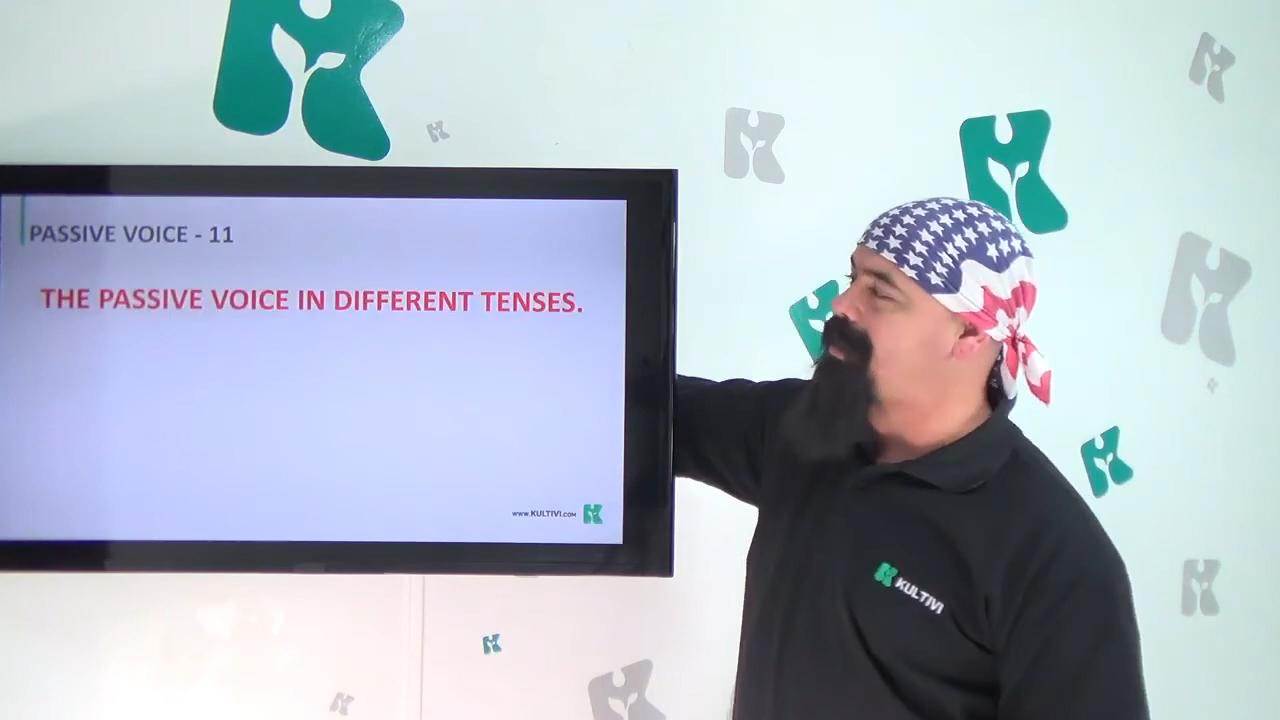 PASSIVE VOICE - 11
THE PASSIVE VOICE IN DIFFERENT TENSES.
www.KULTIVI.COM
KULTIVI